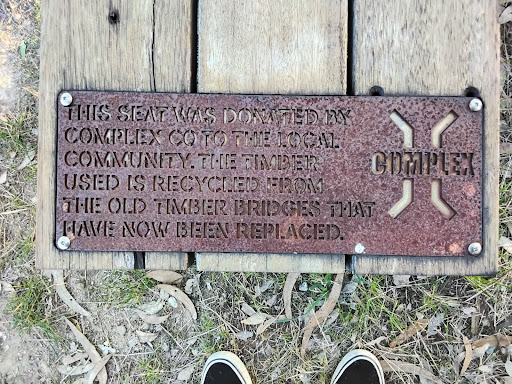 THIS SEAT WAS DONATED BY
COMPLEX CO TO THE LOCAL
COMMUNITY. THE TIMBER
USED IS RECYCLED FROM
THE OLD TIMBER BRIDGES THAT
HAVE NOW BEEN REPLACED.
COMPLEX